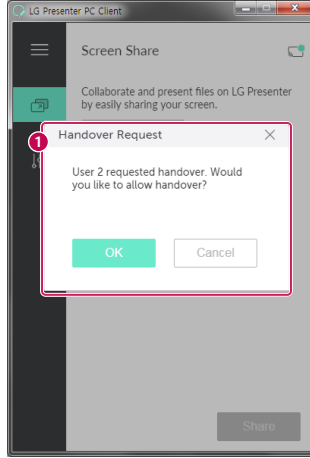 LG Presenter PC Client
Screen Share
Collaborate and present files on LG Presenter
by easily sharing your screen.
1
Handover Request
User 2 requested handover. Would
you like to allow handover?
OK
Cancel
Share